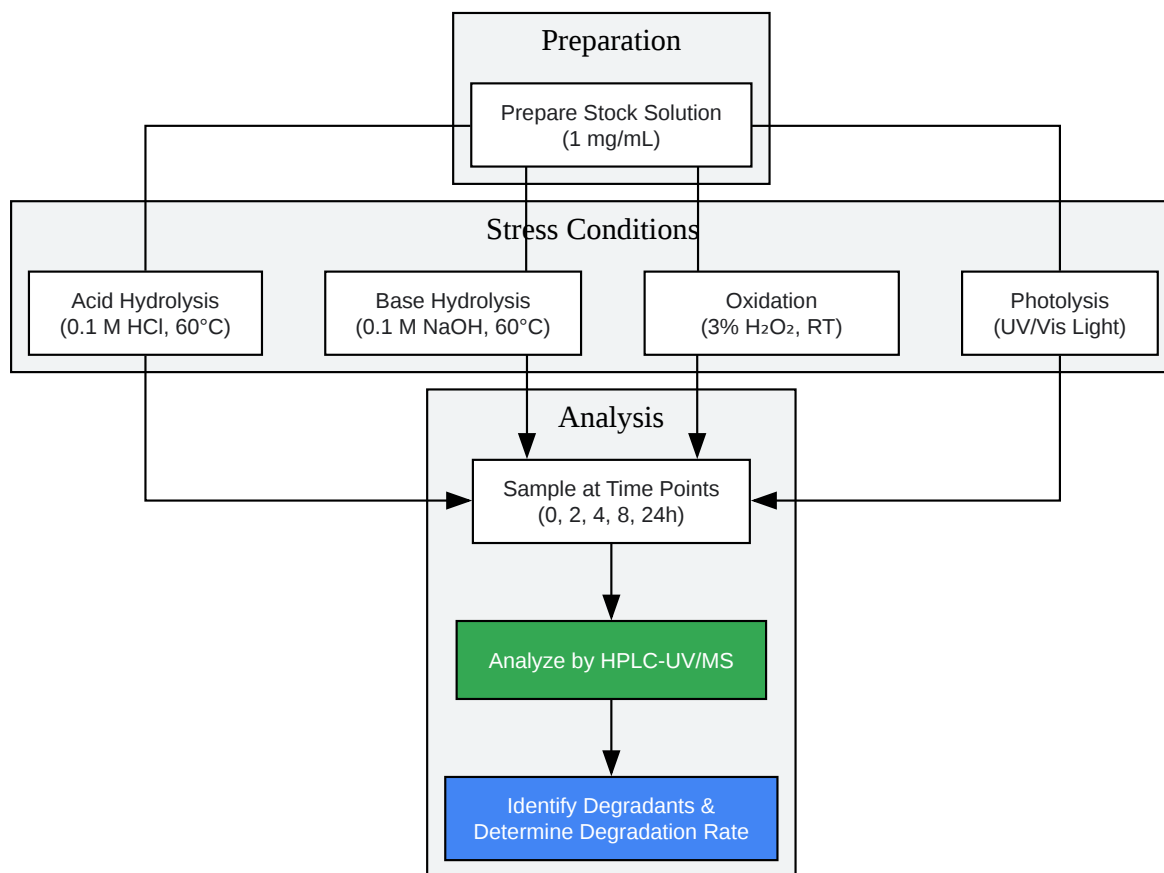 Preparation
Prepare Stock Solution
(1 mg/mL)
Stress Conditions
Acid Hydrolysis
(0.1 M HCl, 60°C)
Base Hydrolysis
(0.1 M NaOH, 60°C)
Oxidation
(3% H₂O₂, RT)
Photolysis
(UV/Vis Light)
Analysis
Sample at Time Points
(0, 2, 4, 8, 24h)
Analyze by HPLC-UV/MS
Identify Degradants &
Determine Degradation Rate